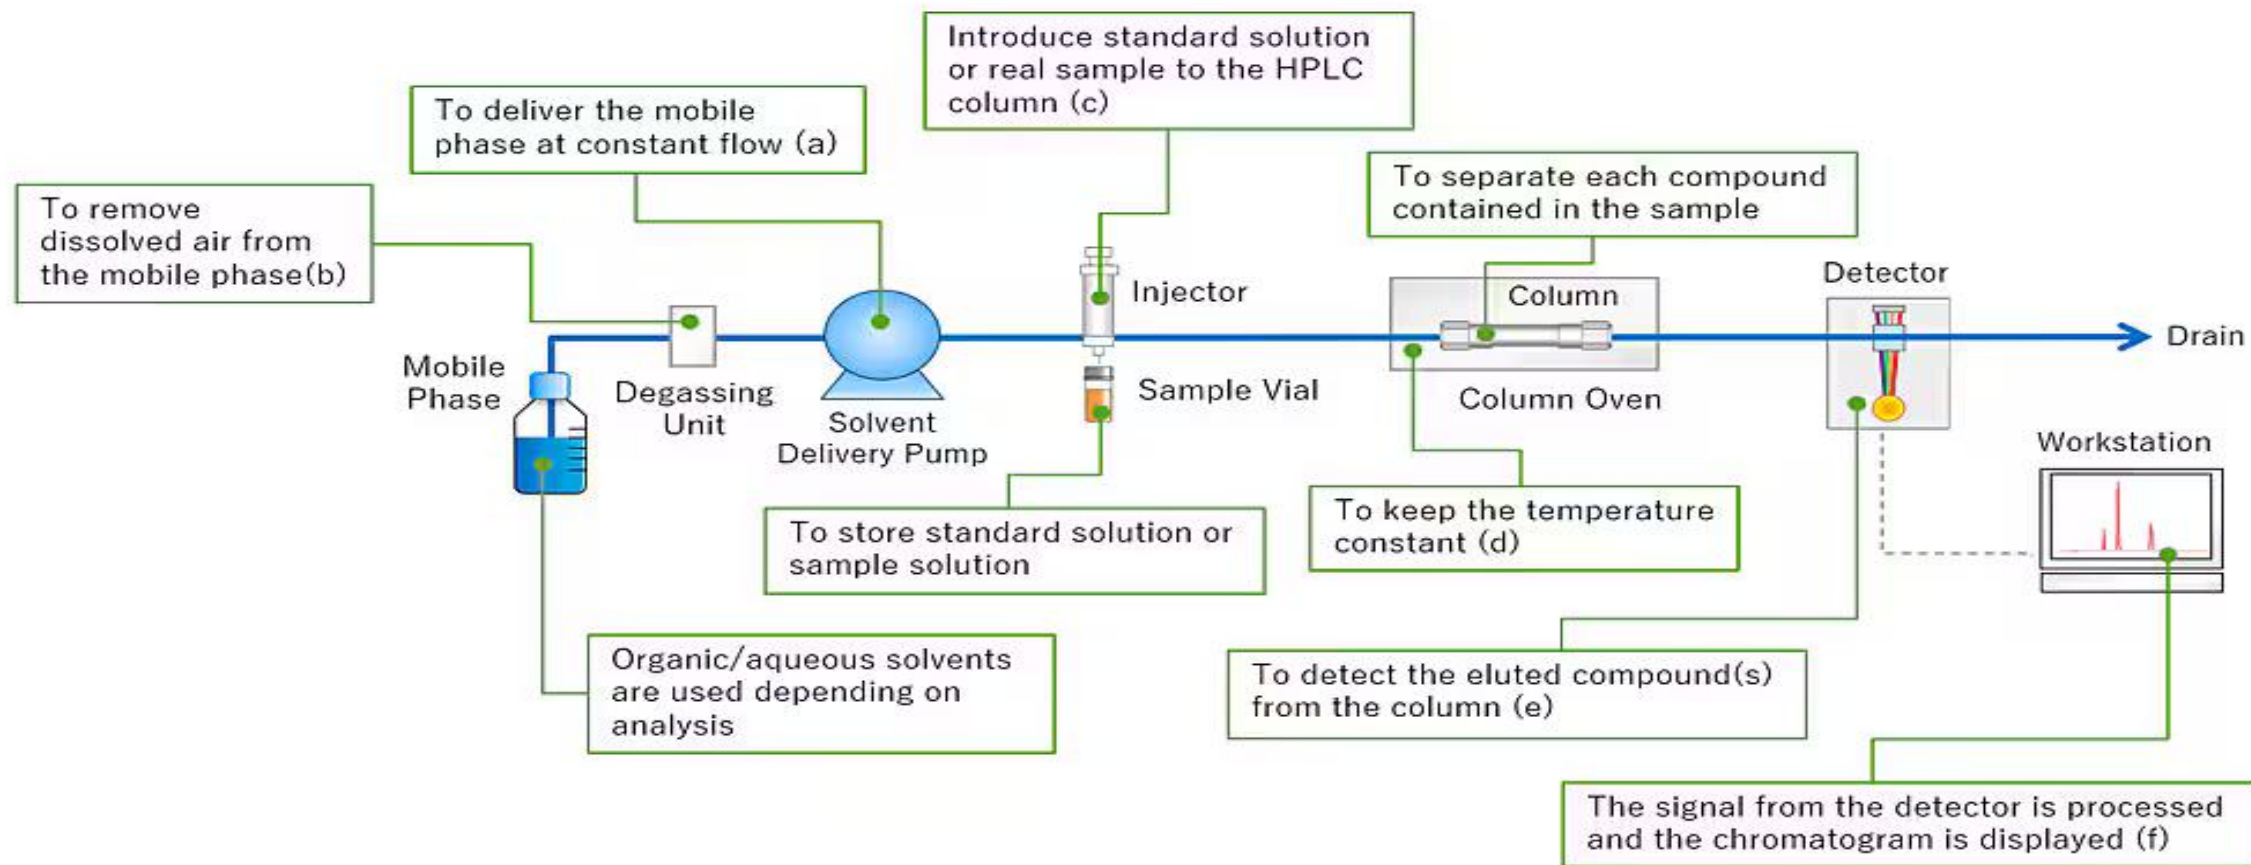 Introduce standard solution
or real sample to the HPLC
column (c)
To deliver the mobile
phase at constant flow (a)
To separate each compound
contained in the sample
To remove
dissolved air from
the mobile phase(b)
Detector
Injector
Column
Drain
Mobile
Phase
Degassing
Unit
Sample Vial
Column Oven
Solvent
Delivery Pump
Workstation
To store standard solution or
sample solution
To keep the temperature
constant (d)
Organic/aqueous solvents
are used depending on
analysis
To detect the eluted compound(s)
from the column (e)
The signal from the detector is processed
and the chromatogram is displayed (f)